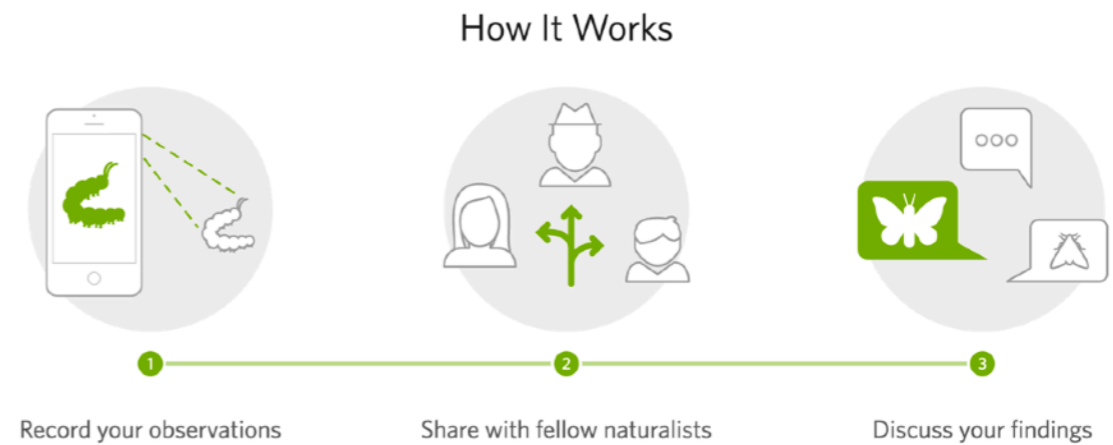 How It Works
1
2
3
Record your observations
Share with fellow naturalists
Discuss your findings